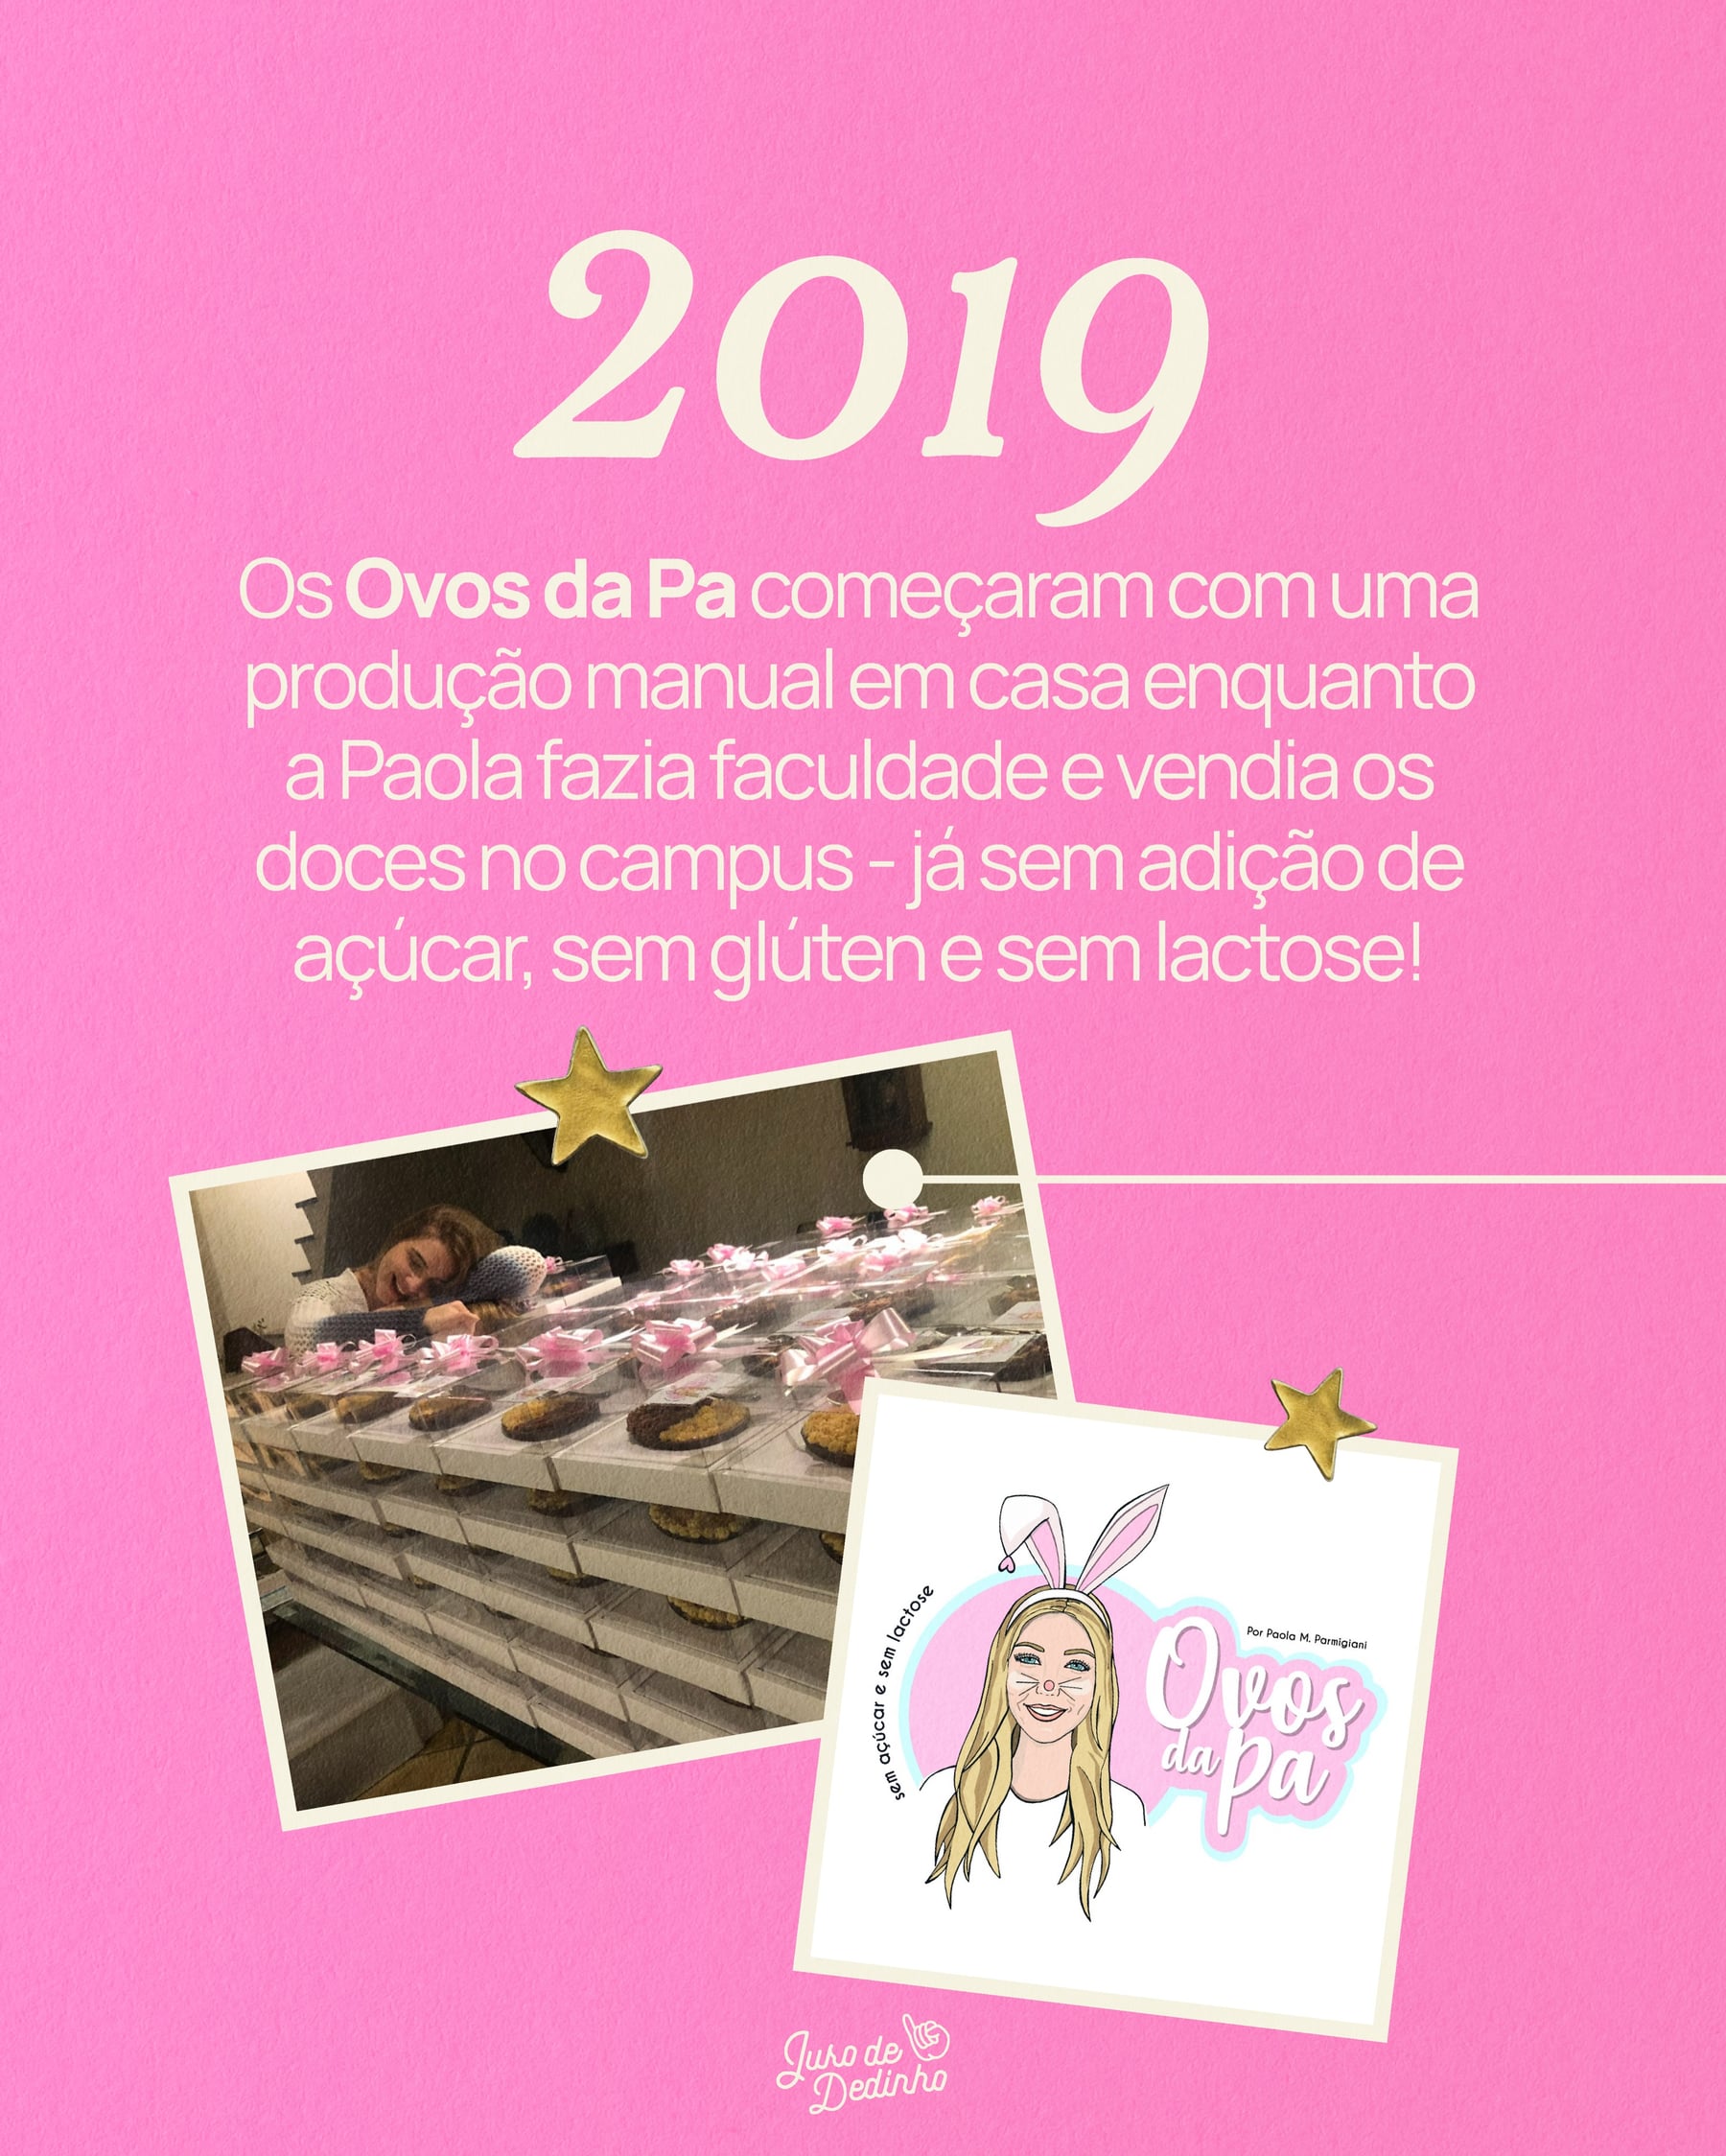 2019
Os Ovos da Pa começaram com uma
produção manual em casa enquanto
a Paola fazia faculdade e vendia os
doces no campus - já sem adição de
açúcar, sem glúten e sem lactose!
sem açúcar e sem lactose
Por Paola M. Parmigiani
Ovos
da Pa
Juro de
Dedinho